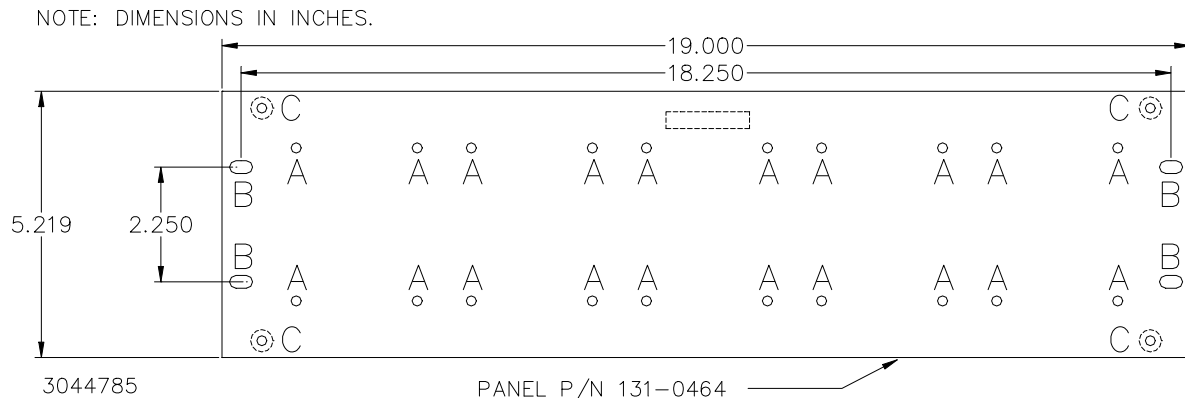 NOTE: DIMENSIONS IN INCHES.
19.000
18.250
C C
A A A A A A A A A A
B B
5.219 2.250
B B
A A A A A A A A A A
C C
3044785 PANEL P/N 131-0464